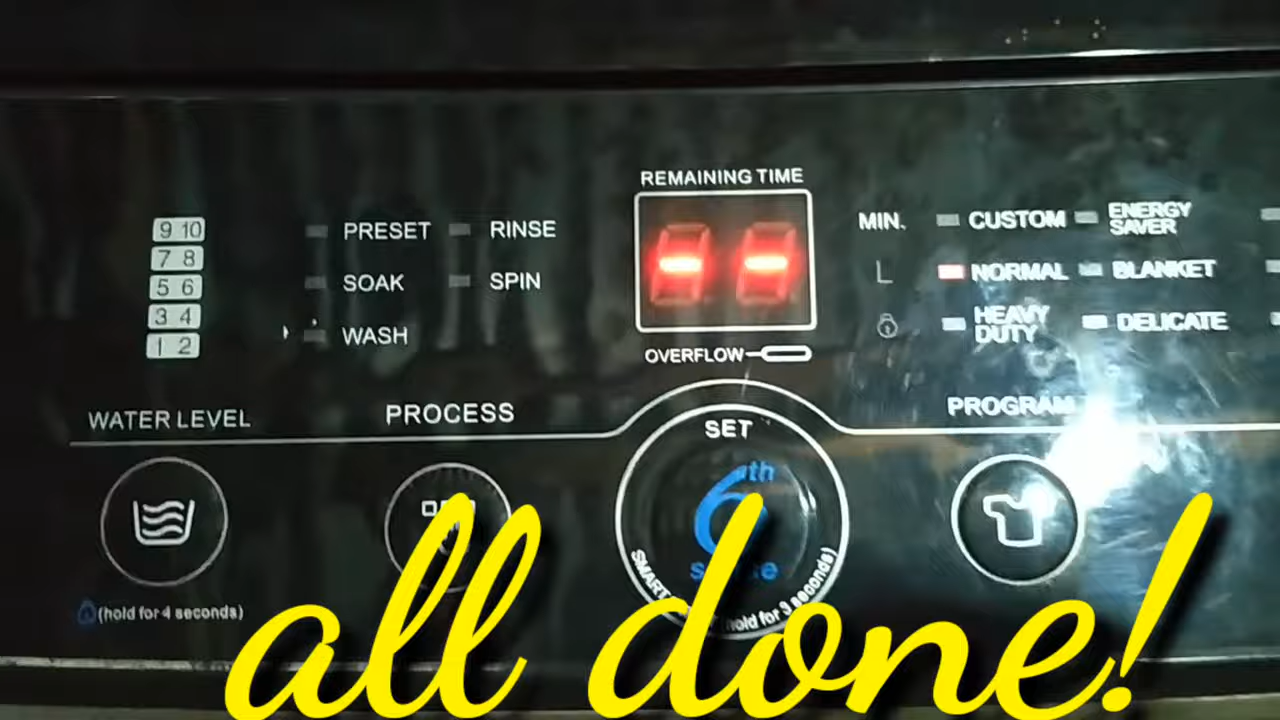 REMAINING TIME
9 10
7 8
5 6
3 4
1 2
PRESET
RINSE
SOAK
SPIN
WASH
--
MIN.
L
CUSTOM
ENERGY
SAVER
NORMAL
BLANKET
HEAVY
DUTY
DELICATE
OVERFLOW
WATER LEVEL
PROCESS
SET
PROGRAM
6th
SMART
(hold for 3 seconds)
(hold for 4 seconds)
all done!